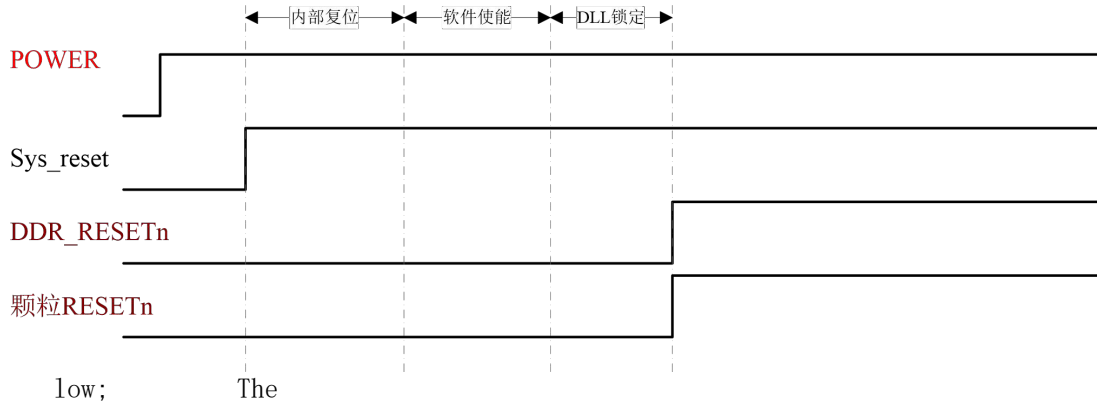 内部复位 软件使能 DLL锁定
POWER
Sys_reset
DDR_RESETn
颗粒RESETn
low; The